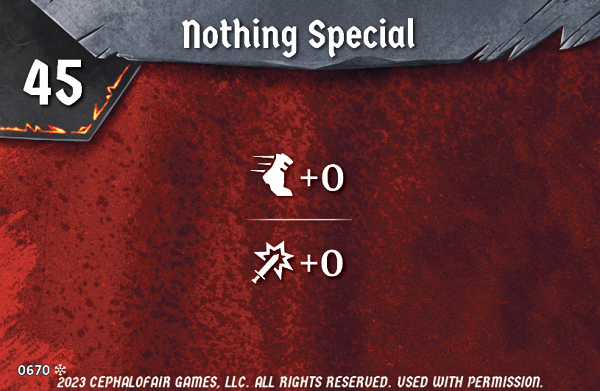 Nothing Special
45
+0
+0
0670
2023 CEPHALOFAIR GAMES, LLC. ALL RIGHTS RESERVED. USED WITH PERMISSION.